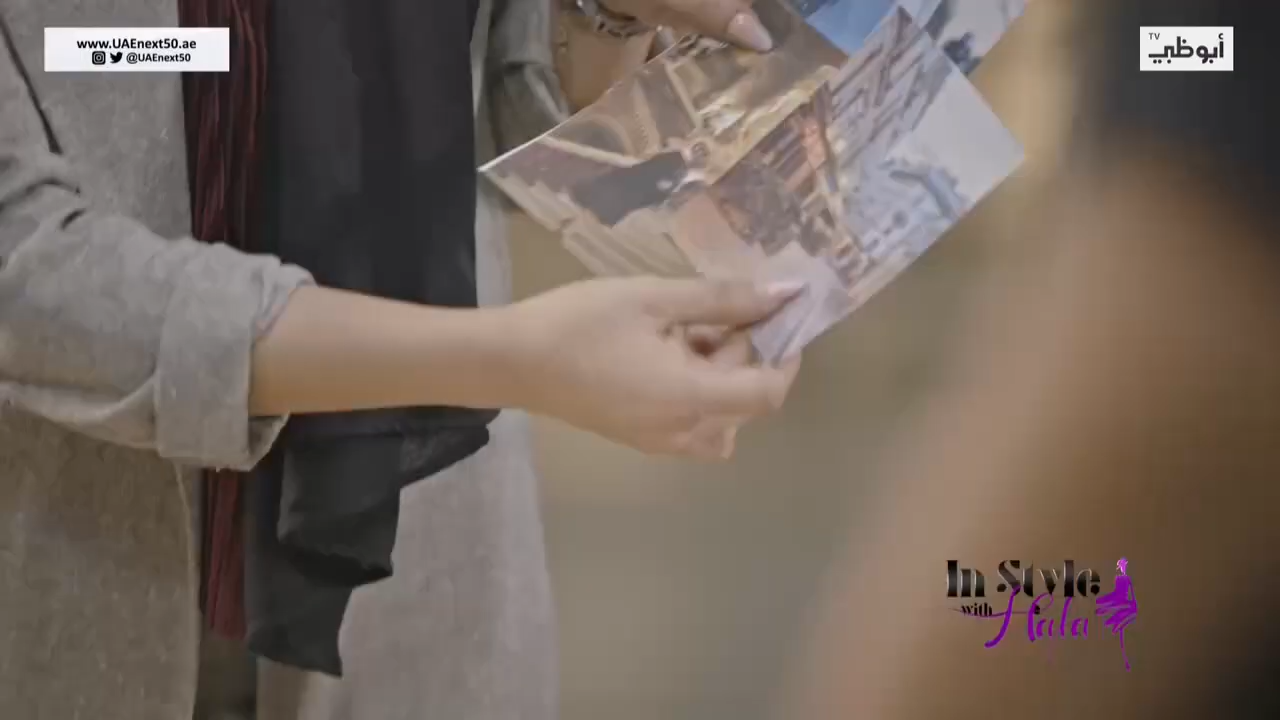 www.UAEnext50.ae
@UAEnext50
أبوظبي
TV
In Style
with Hala